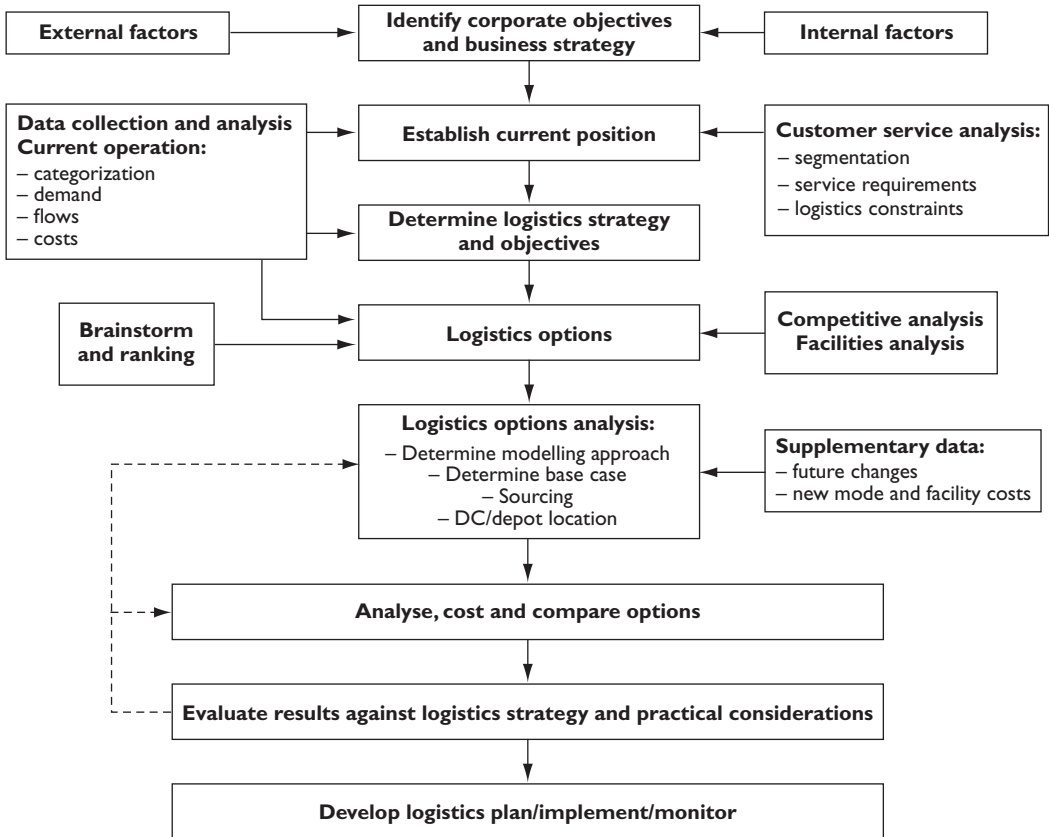 External factors
Identify corporate objectives
and business strategy
Internal factors
Data collection and analysis
Current operation:
– categorization
– demand
– flows
– costs
Establish current position
Customer service analysis:
– segmentation
– service requirements
– logistics constraints
Determine logistics strategy
and objectives
Brainstorm
and ranking
Logistics options
Competitive analysis
Facilities analysis
Logistics options analysis:
– Determine modelling approach
– Determine base case
– Sourcing
– DC/depot location
Supplementary data:
– future changes
– new mode and facility costs
Analyse, cost and compare options
Evaluate results against logistics strategy and practical considerations
Develop logistics plan/implement/monitor